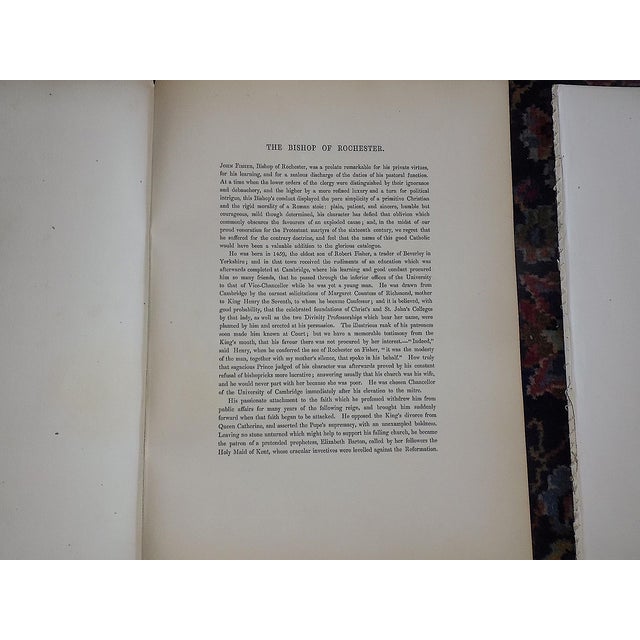 THE BISHOP OF ROCHESTER.
JOHN FISHER, Bishop of Rochester, was a prelate remarkable for his private virtues,
for his learning, and for a zealous discharge of the duties of his pastoral function.
At a time when the lower orders of the clergy were distinguished by their ignorance
and debauchery, and the higher by a more refined luxury and a turn for political
intrigue, this Bishop's conduct displayed the pure simplicity of a primitive Christian
and the rigid morality of a Roman stoic: plain, patient, and sincere, humble but
courageous, mild though determined, his character has defied that oblivion which
commonly obscures the favourers of an exploded cause; and, in the midst of our
proud veneration for the Protestant martyrs of the sixteenth century, we regret that
he suffered for the contrary doctrine, and feel that the name of this good Catholic
would have been a valuable addition to the glorious catalogue.
He was born in 1459, the eldest son of Robert Fisher, a trader of Beverley in
Yorkshire; and in that town received the rudiments of an education which was
afterwards completed at Cambridge, where his learning and good conduct procured
him so many friends, that he passed through the inferior offices of the University
to that of Vice-Chancellor while he was yet a young man. He was drawn from
Cambridge by the earnest solicitations of Margaret Countess of Richmond, mother
to King Henry the Seventh, to whom he became Confessor; and it is believed, with
good probability, that the celebrated foundations of Christ's and St. John's Colleges
by that lady, as well as the two Divinity Professorships which bear her name, were
planned by him and erected at his persuasion. The illustrious rank of his patroness
soon made him known at Court; but we have a memorable testimony from the
King's mouth, that his favour there was not procured by her interest.—"Indeed,"
said Henry, when he conferred the see of Rochester on Fisher, "it was the modesty
of the man, together with my mother's silence, that spoke in his behalf." How truly
that sagacious Prince judged of his character was afterwards proved by his constant
refusal of bishopricks more lucrative; answering usually that his church was his wife,
and he would never part with her because she was poor. He was chosen Chancellor
of the University of Cambridge immediately after his elevation to the mitre.
His passionate attachment to the faith which he professed withdrew him from
public affairs for many years of the following reign, and brought him suddenly
forward when that faith began to be attacked. He opposed the King's divorce from
Queen Catherine, and asserted the Pope's supremacy, with an unexampled boldness.
Leaving no stone unturned which might help to support his falling church, he became
the patron of a pretended prophetess, Elizabeth Barton, called by her followers the
Holy Maid of Kent, whose oracular invectives were levelled against the Reformation.